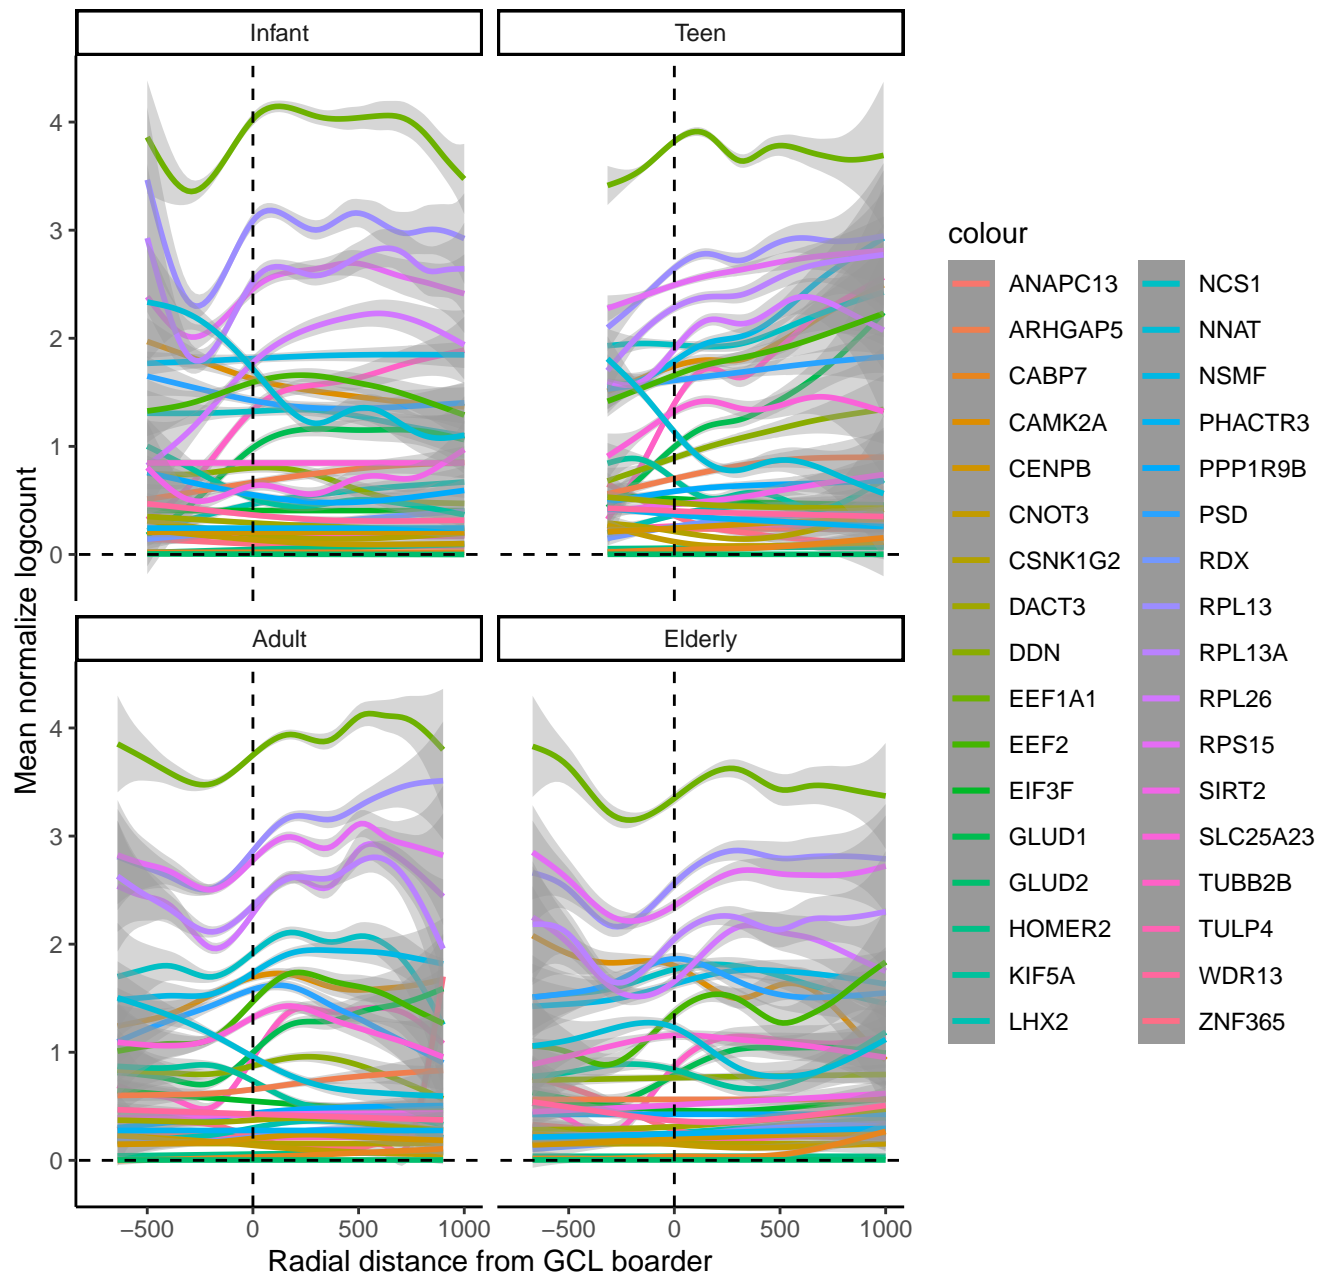 Infant
Teen
4
3
2
1
0
Adult
Elderly
4
3
2
1
0
−500
0
500
1000
−500
0
500
1000
Radial distance from GCL boarder
Mean normalize logcount
colour
ANAPC13
ARHGAP5
CABP7
CAMK2A
CENPB
CNOT3
CSNK1G2
DACT3
DDN
EEF1A1
EEF2
EIF3F
GLUD1
GLUD2
HOMER2
KIF5A
LHX2
NCS1
NNAT
NSMF
PHACTR3
PPP1R9B
PSD
RDX
RPL13
RPL13A
RPL26
RPS15
SIRT2
SLC25A23
TUBB2B
TULP4
WDR13
ZNF365